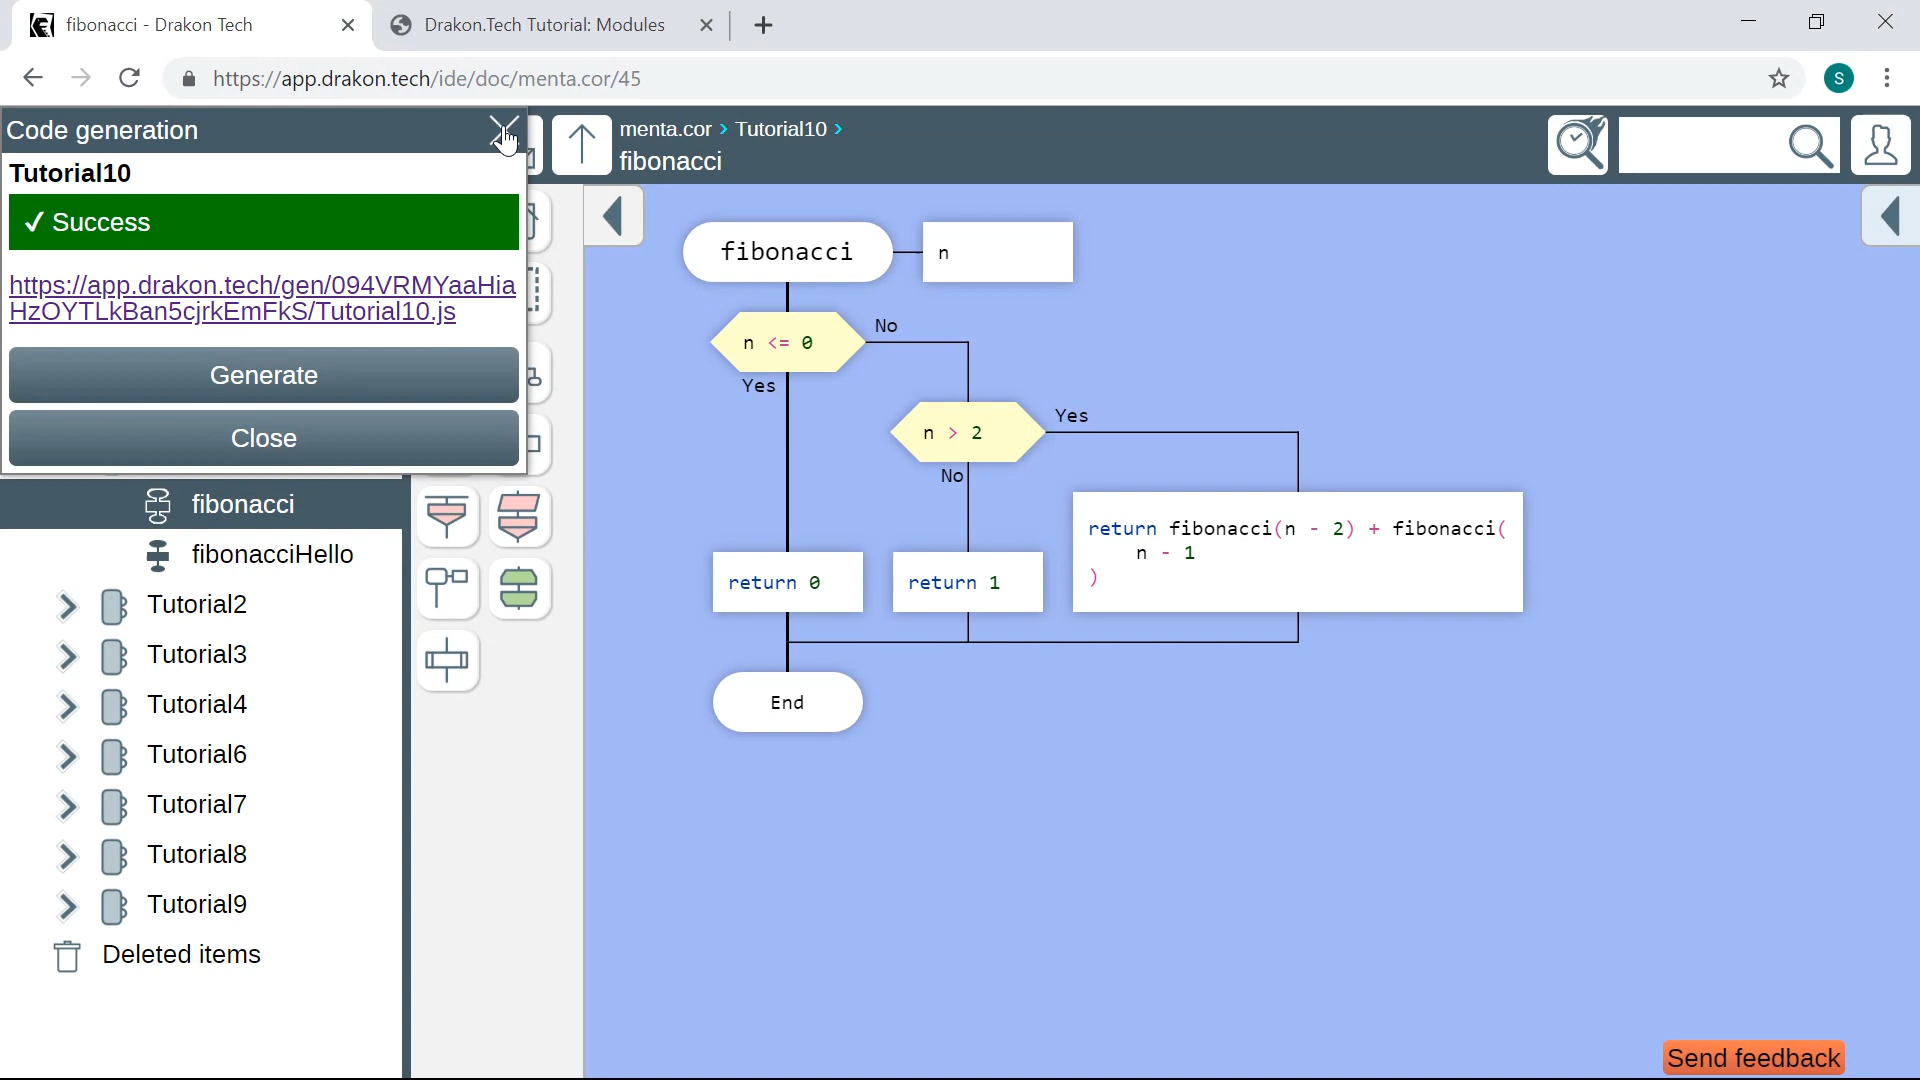 fibonacci - Drakon Tech
Drakon.Tech Tutorial: Modules
https://app.drakon.tech/ide/doc/menta.cor/45
S
Code generation
Tutorial10
✓ Success
https://app.drakon.tech/gen/094VRMYaaHia
HzOYTLkBan5cjrkEmFkS/Tutorial10.js
Generate
Close
fibonacci
fibonacciHello
Tutorial2
Tutorial3
Tutorial4
Tutorial6
Tutorial7
Tutorial8
Tutorial9
Deleted items
menta.cor › Tutorial10 ›
fibonacci
fibonacci
n
n <= 0
No
Yes
n > 2
Yes
No
return 0
return 1
return fibonacci(n - 2) + fibonacci(
n - 1
)
End
Send feedback